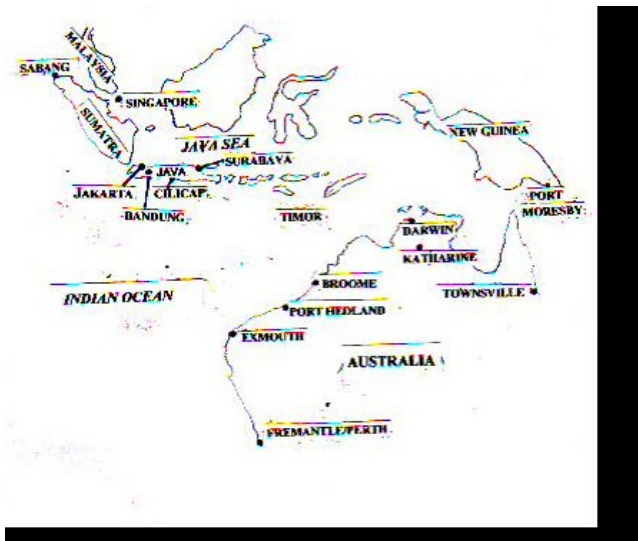 MALAYSIA
SABANG
SINGAPORE
SUMATRA
NEW GUINEA
JAVA SEA
SURABAYA
JAVA
JAKARTA
CILICAP
BANDUNG
TIMOR
PORT
MORESBY
DARWIN
KATHARINE
BROOME
INDIAN OCEAN
TOWNSVILLE
PORT HEDLAND
EXMOUTH
AUSTRALIA
FREMANTLE/PERTH